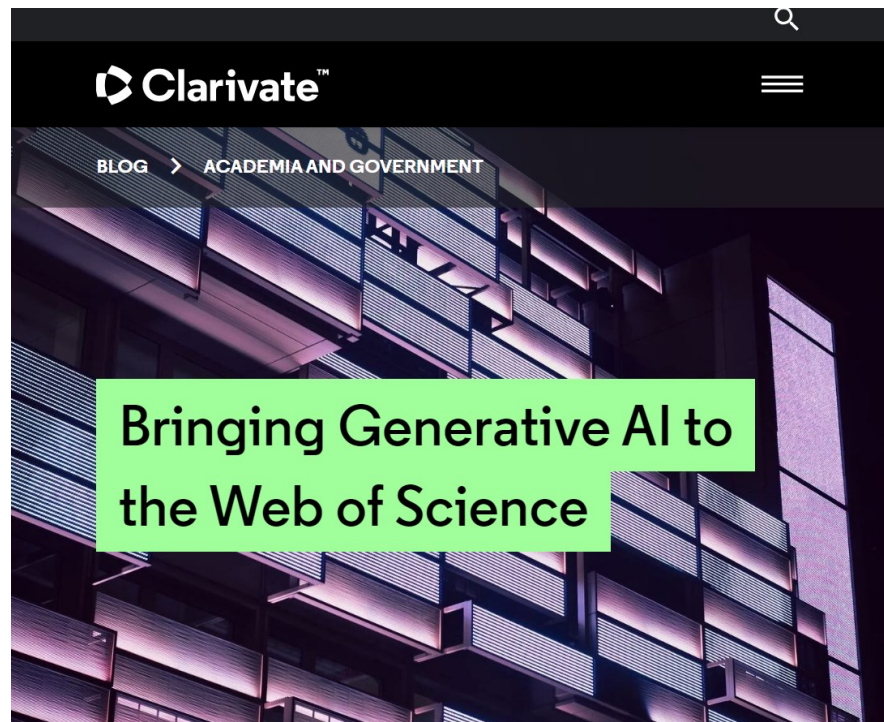 Clarivate™
BLOG > ACADEMIA AND GOVERNMENT
Bringing Generative AI to
the Web of Science